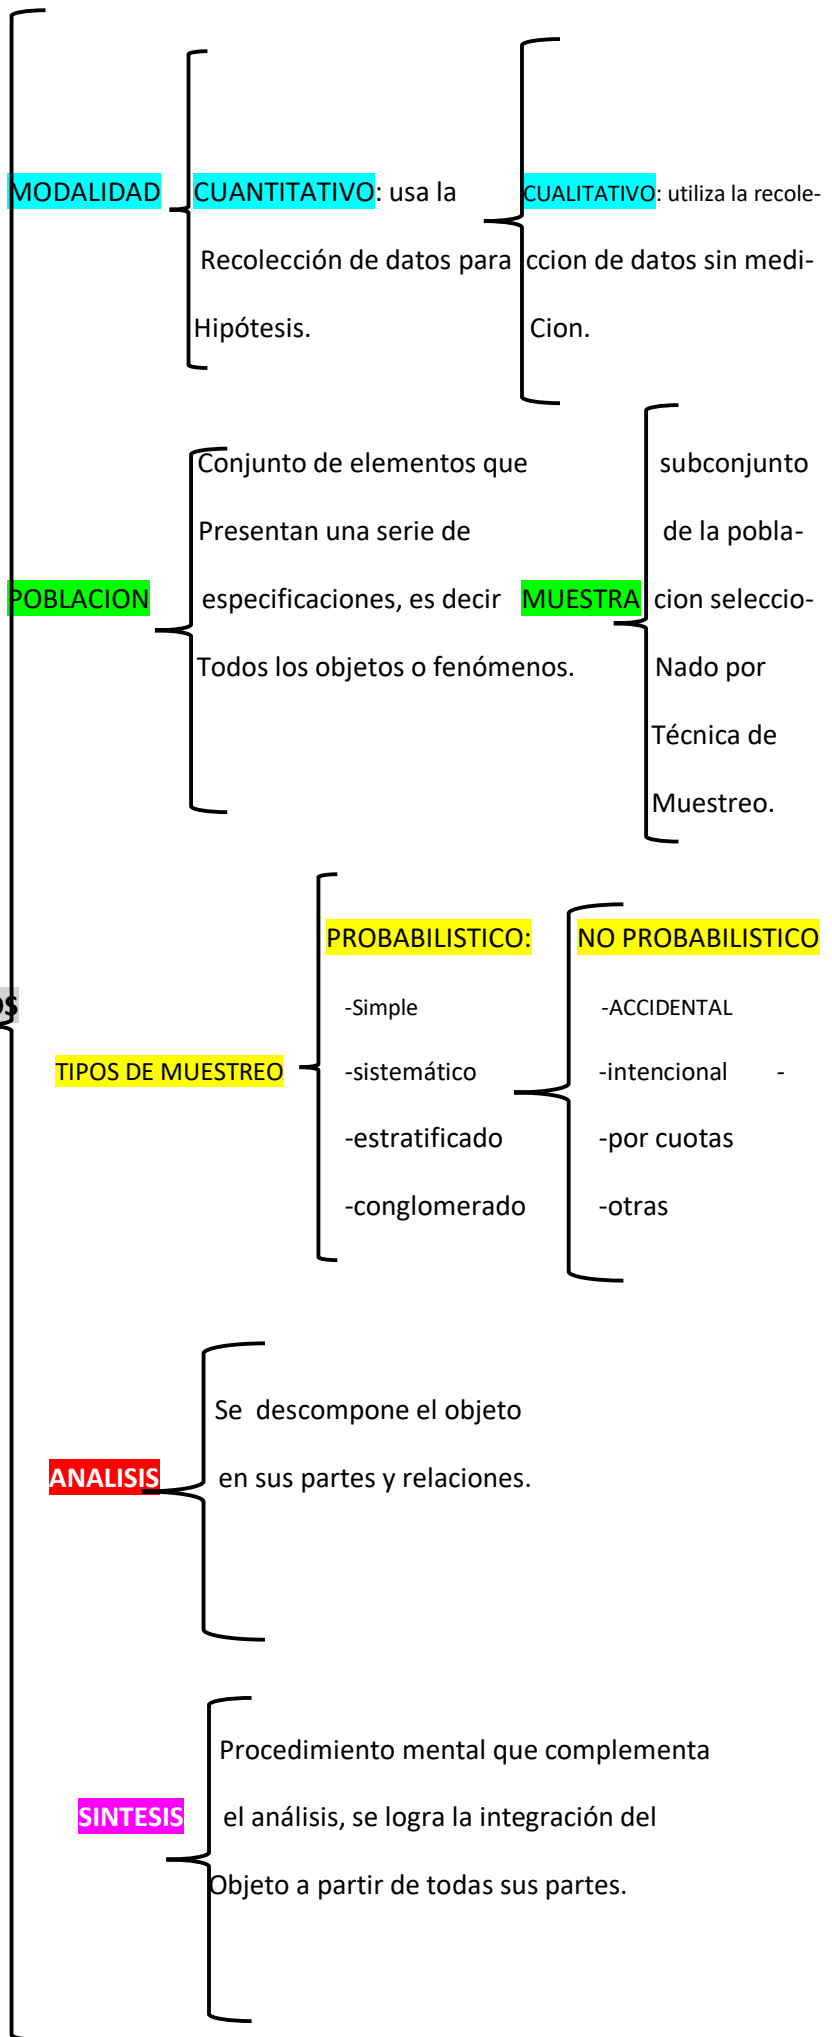 MODALIDAD CUANTITATIVO: usa la CUALITATIVO: utiliza la recole-
Recolección de datos para ccion de datos sin medi-
Hipótesis. Cion.
Conjunto de elementos que subconjunto
Presentan una serie de de la pobla-
POBLACION especificaciones, es decir MUESTRA cion seleccio-
Todos los objetos o fenómenos. Nado por
Técnica de
Muestreo.
PROBABILISTICO: NO PROBABILISTICO
-Simple -ACCIDENTAL
TIPOS DE MUESTREO -sistemático -intencional -
-estratificado -por cuotas
-conglomerado -otras
Se descompone el objeto
ANALISIS en sus partes y relaciones.
Procedimiento mental que complementa
SINTESIS el análisis, se logra la integración del
Objeto a partir de todas sus partes.